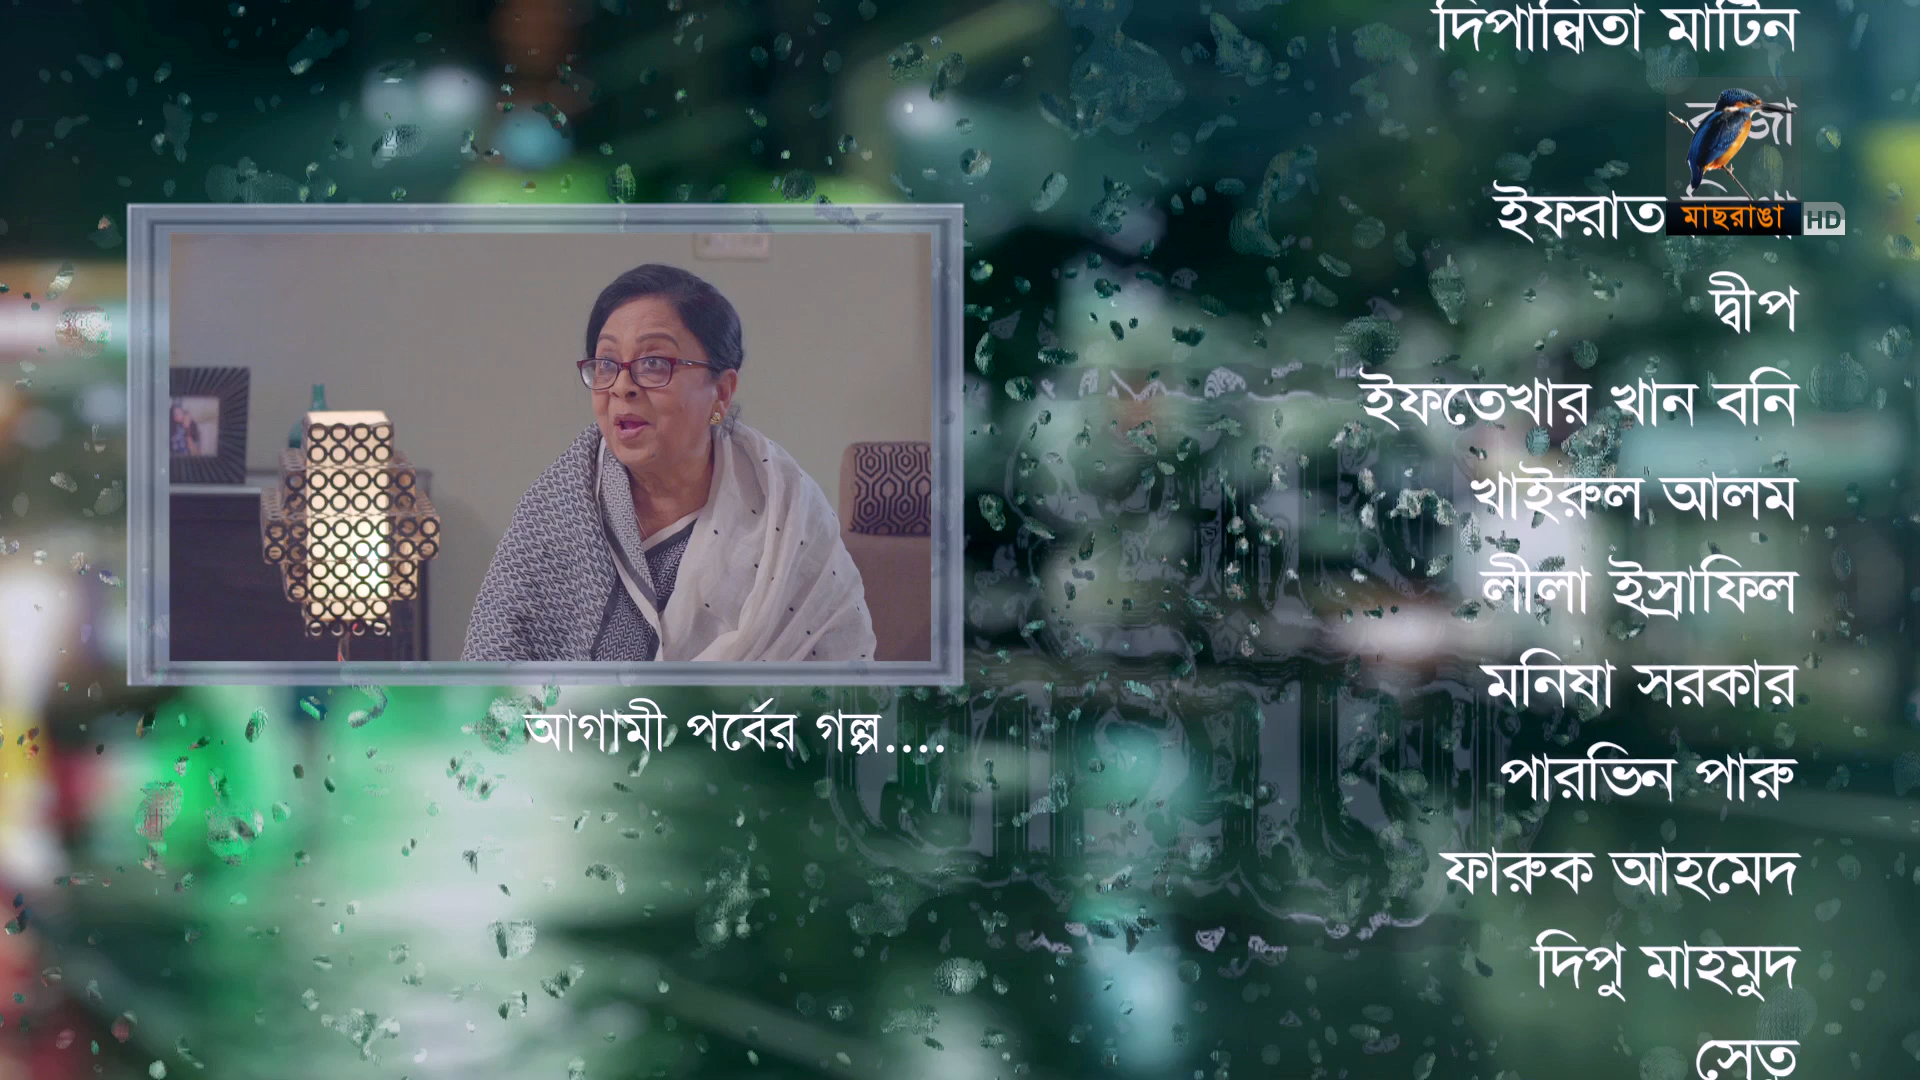 দিপান্বিতা মার্টিন
ইফরাত
মাছরাঙা HD
দ্বীপ
ইফতেখার খান বনি
খাইরুল আলম
লীলা ইস্রাফিল
মনিষা সরকার
পারভিন পারু
ফারুক আহমেদ
দিপু মাহমুদ
সেতু
আগামী পর্বের গল্প....